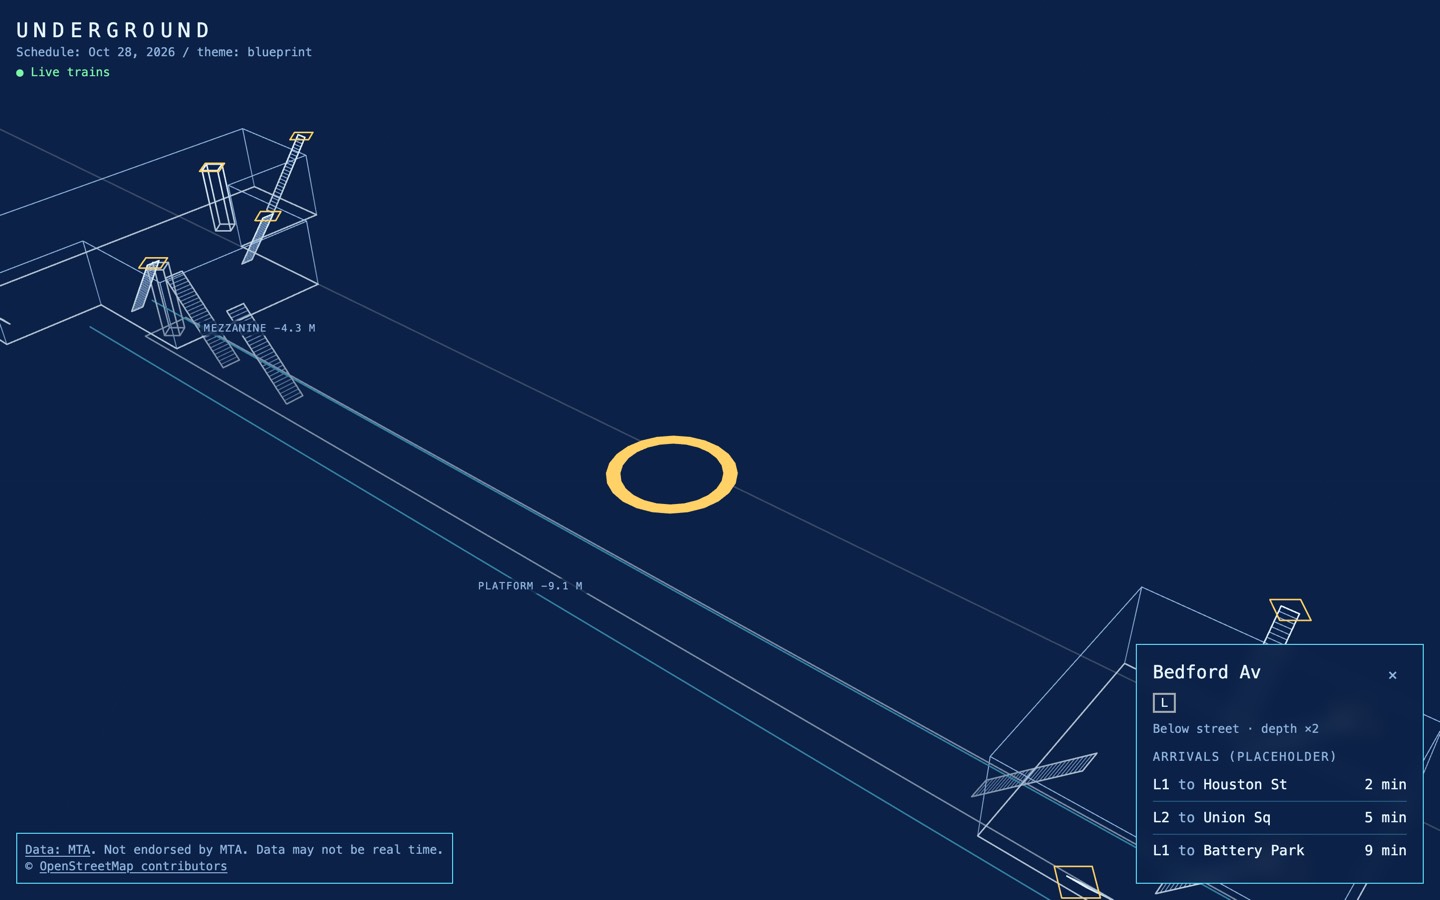 UNDERGROUND
Schedule: Oct 28, 2026 / theme: blueprint
● Live trains
MEZZANINE −4.3 M
PLATFORM −9.1 M
Bedford Av ×
L
Below street · depth ×2
ARRIVALS (PLACEHOLDER)
L1 to Houston St 2 min
L2 to Union Sq 5 min
L1 to Battery Park 9 min
Data: MTA. Not endorsed by MTA. Data may not be real time.
© OpenStreetMap contributors